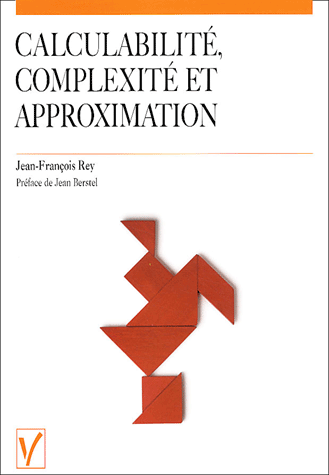 CALCULABILITÉ,
COMPLEXITÉ ET
APPROXIMATION
Jean-François Rey
Préface de Jean Berstel